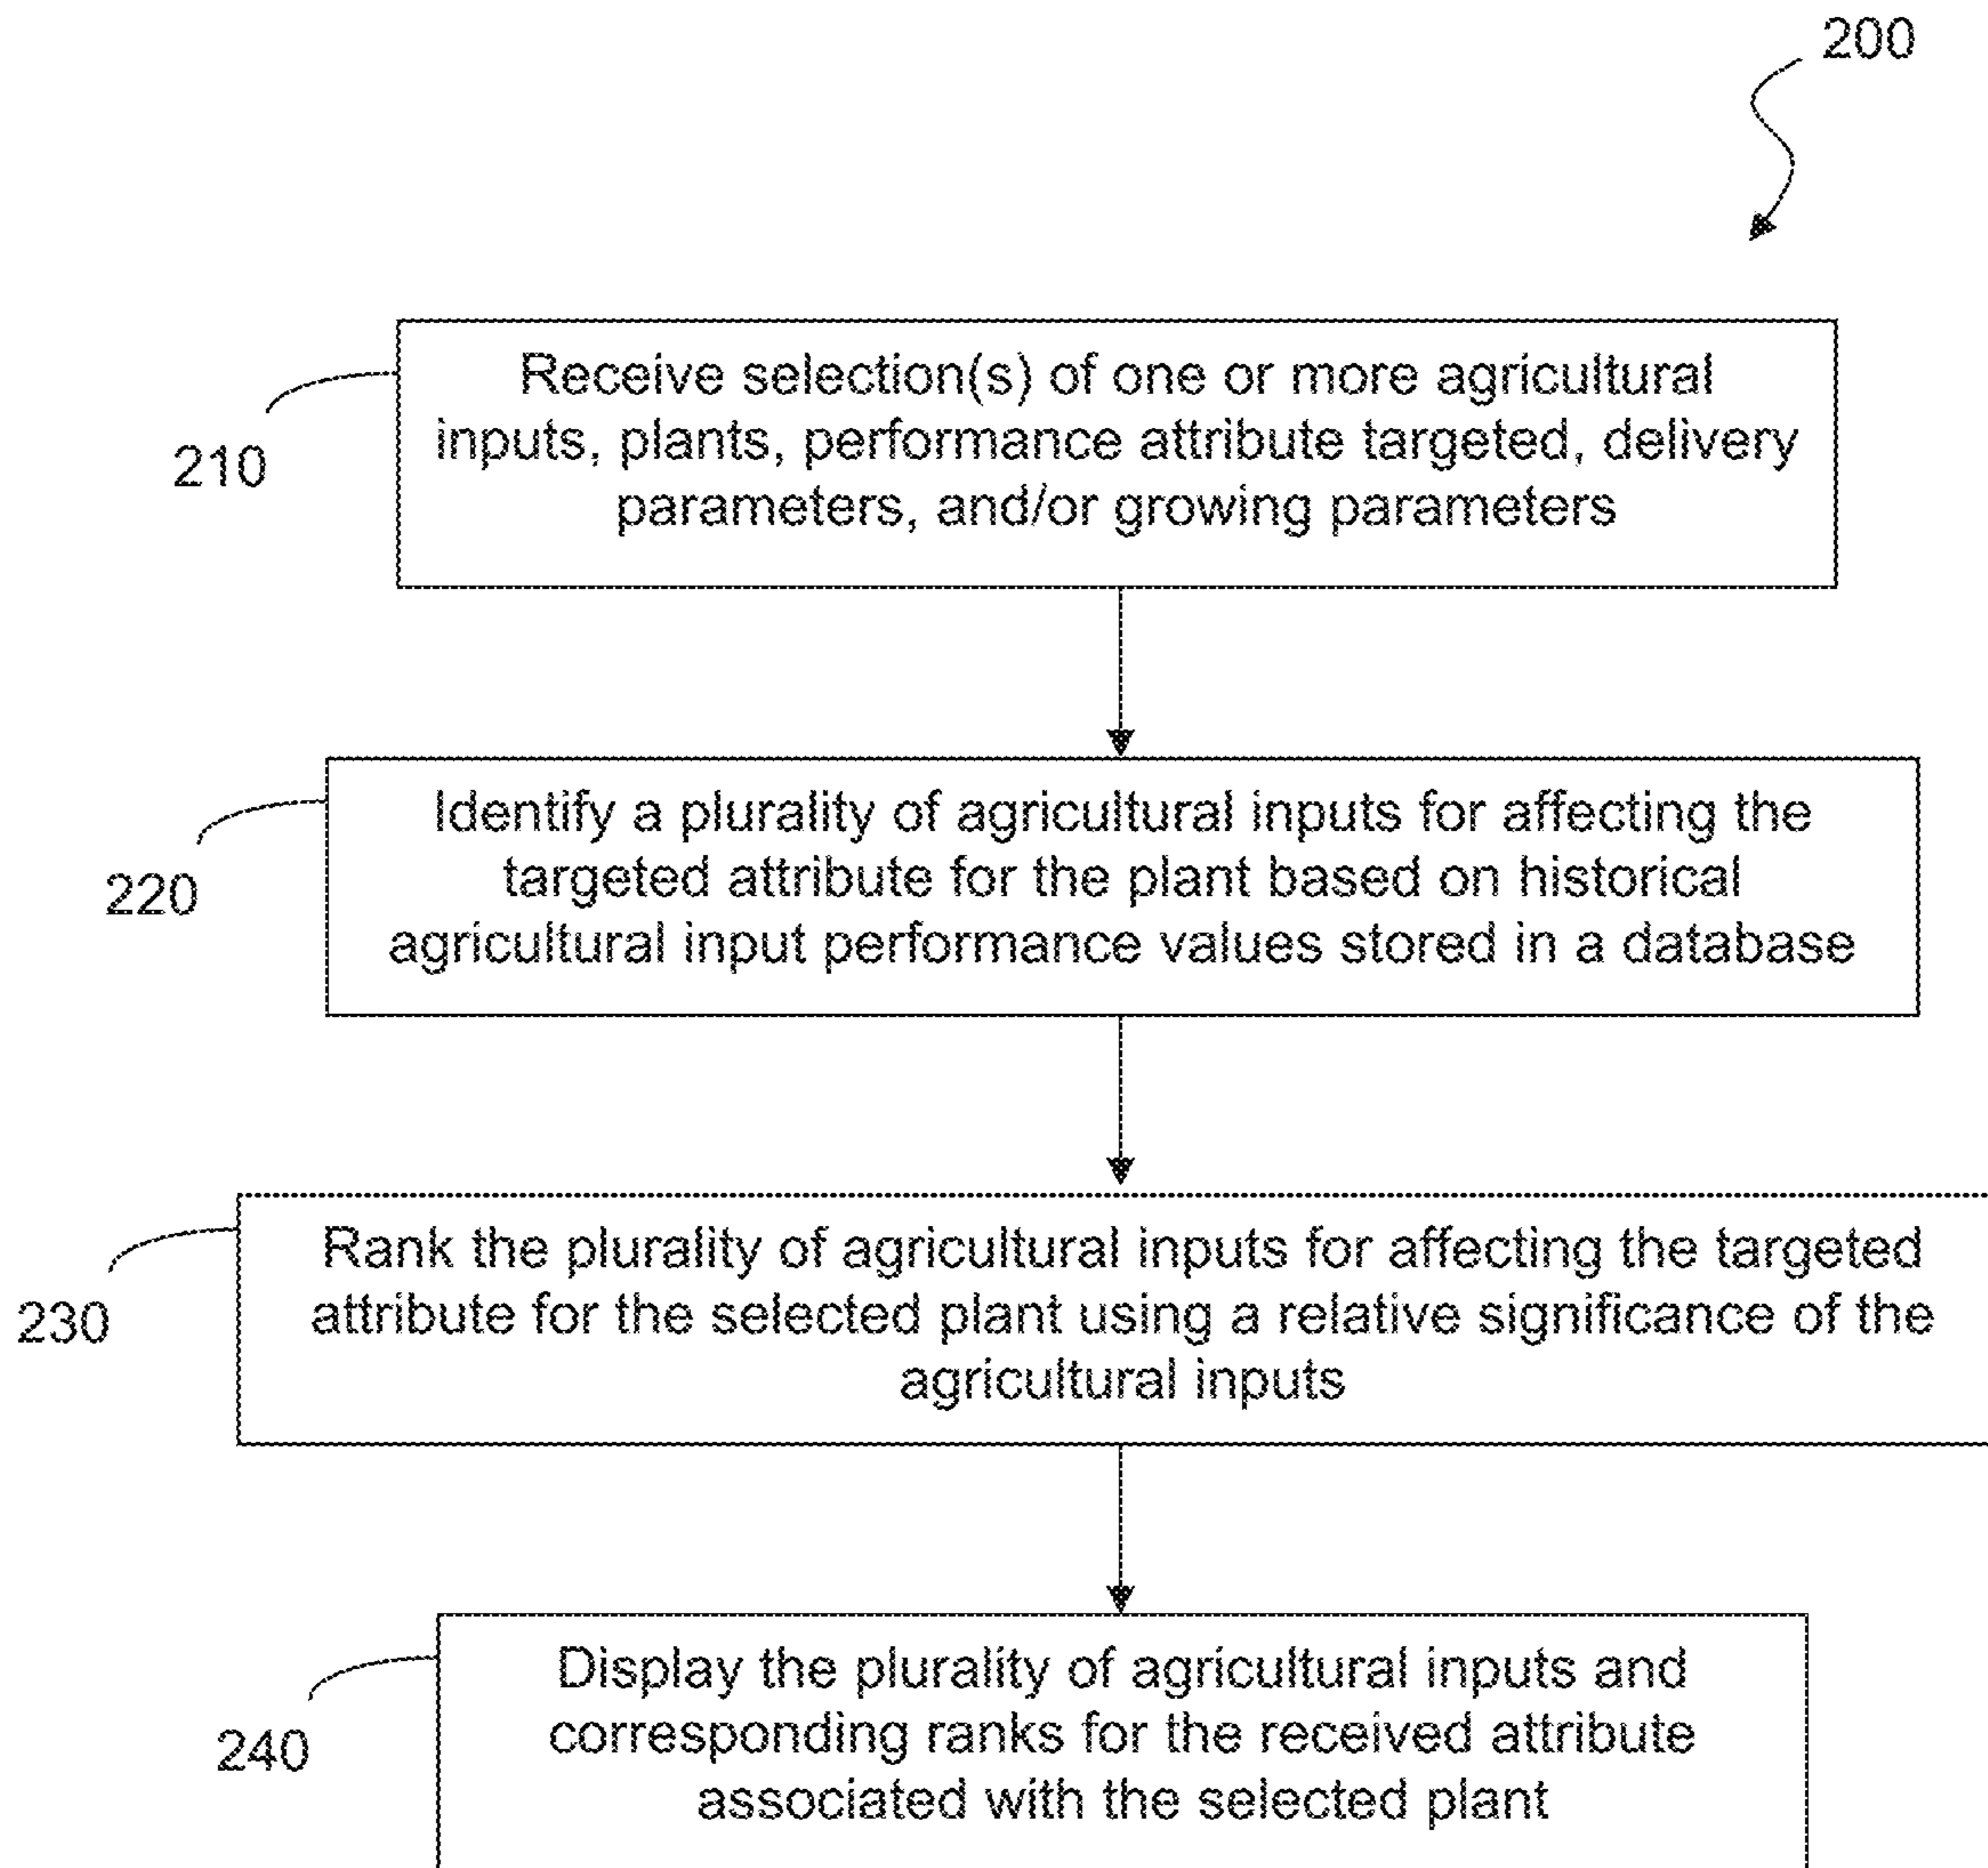 200
Receive selection(s) of one or more agricultural
inputs, plants, performance attribute targeted, delivery
parameters, and/or growing parameters
210
Identify a plurality of agricultural inputs for affecting the
targeted attribute for the plant based on historical
agricultural input performance values stored in a database
220
Rank the plurality of agricultural inputs for affecting the targeted
attribute for the selected plant using a relative significance of the
agricultural inputs
230
Display the plurality of agricultural inputs and
corresponding ranks for the received attribute
associated with the selected plant
240